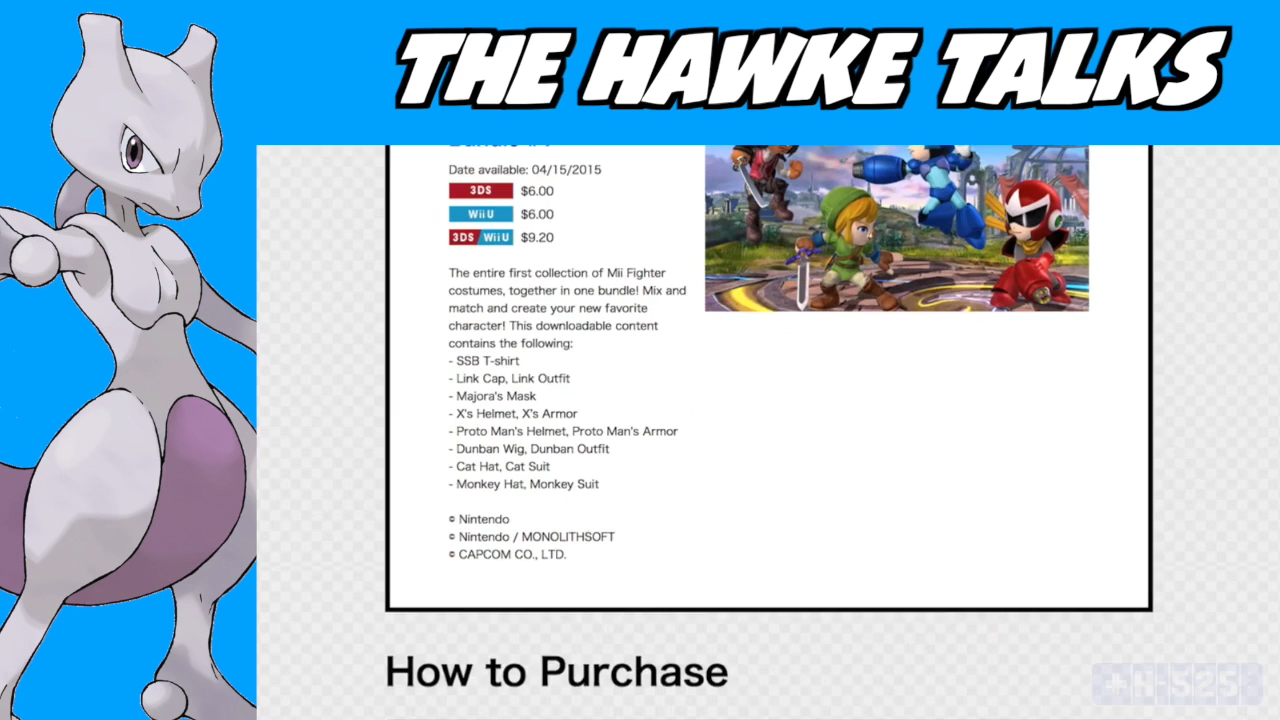 THE HAWKE TALKS
Date available: 04/15/2015
3DS $6.00
Wii U $6.00
3DS Wii U $9.20
The entire first collection of Mii Fighter
costumes, together in one bundle! Mix and
match and create your new favorite
character! This downloadable content
contains the following:
- SSB T-shirt
- Link Cap, Link Outfit
- Majora's Mask
- X's Helmet, X's Armor
- Proto Man's Helmet, Proto Man's Armor
- Dunban Wig, Dunban Outfit
- Cat Hat, Cat Suit
- Monkey Hat, Monkey Suit
© Nintendo
© Nintendo / MONOLITHSOFT
© CAPCOM CO., LTD.
How to Purchase
+H-525